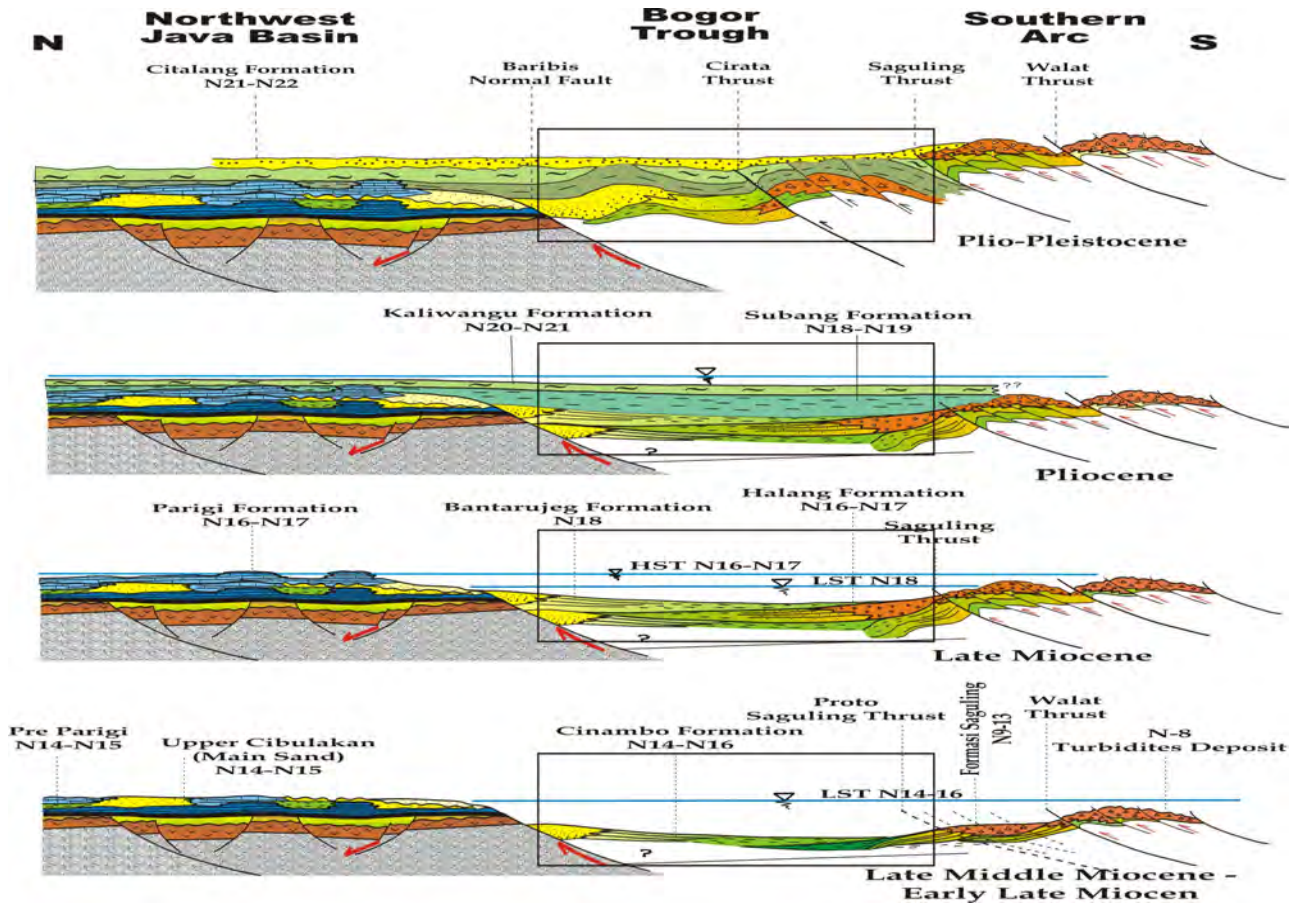 Northwest
Java Basin
Bogor
Trough
Southern
Arc
N
S
Citalang Formation
N21-N22
Baribis
Normal Fault
Cirata
Thrust
Saguling
Thrust
Walat
Thrust
Plio-Pleistocene
Kaliwangu Formation
N20-N21
Subang Formation
N18-N19
??
?
Pliocene
Parigi Formation
N16-N17
Bantarujeg Formation
N18
Halang Formation
N16-N17
Saguling
Thrust
HST N16-N17
LST N18
?
Late Miocene
Pre Parigi
N14-N15
Upper Cibulakan
(Main Sand)
N14-N15
Cinambo Formation
N14-N16
Proto
Saguling Thrust
Formasi Saguling
N9-13
Walat
Thrust
N-8
Turbidites Deposit
LST N14-16
?
Late Middle Miocene -
Early Late Miocen